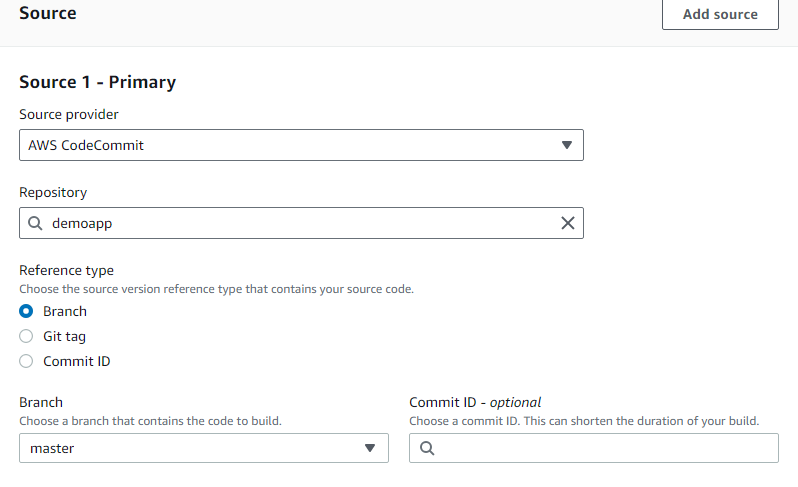 Source
Add source
Source 1 - Primary
Source provider
AWS CodeCommit
Repository
demoapp
Reference type
Choose the source version reference type that contains your source code.
Branch
Git tag
Commit ID
Branch
Choose a branch that contains the code to build.
master
Commit ID - optional
Choose a commit ID. This can shorten the duration of your build.